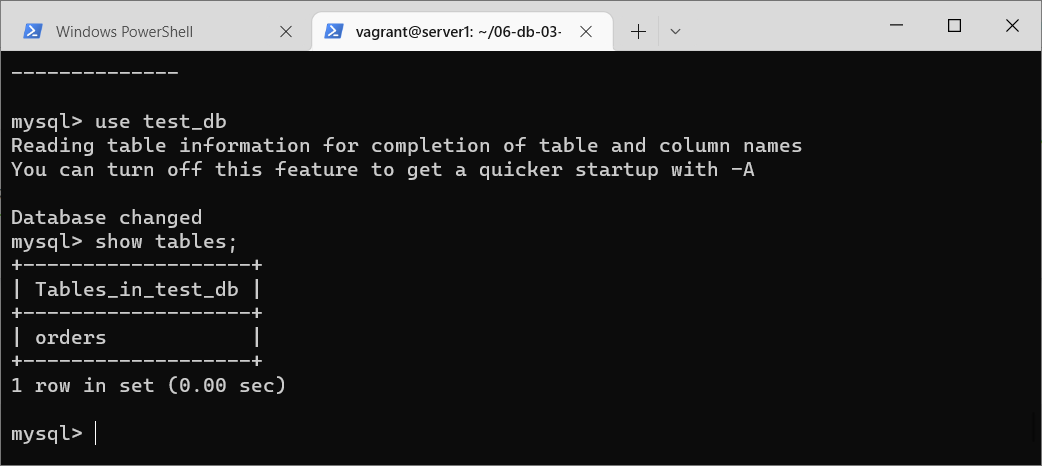 Windows PowerShell
vagrant@server1: ~/06-db-03-
--------------
mysql> use test_db
Reading table information for completion of table and column names
You can turn off this feature to get a quicker startup with -A
Database changed
mysql> show tables;
+-------------------+
| Tables_in_test_db |
+-------------------+
| orders            |
+-------------------+
1 row in set (0.00 sec)
mysql>